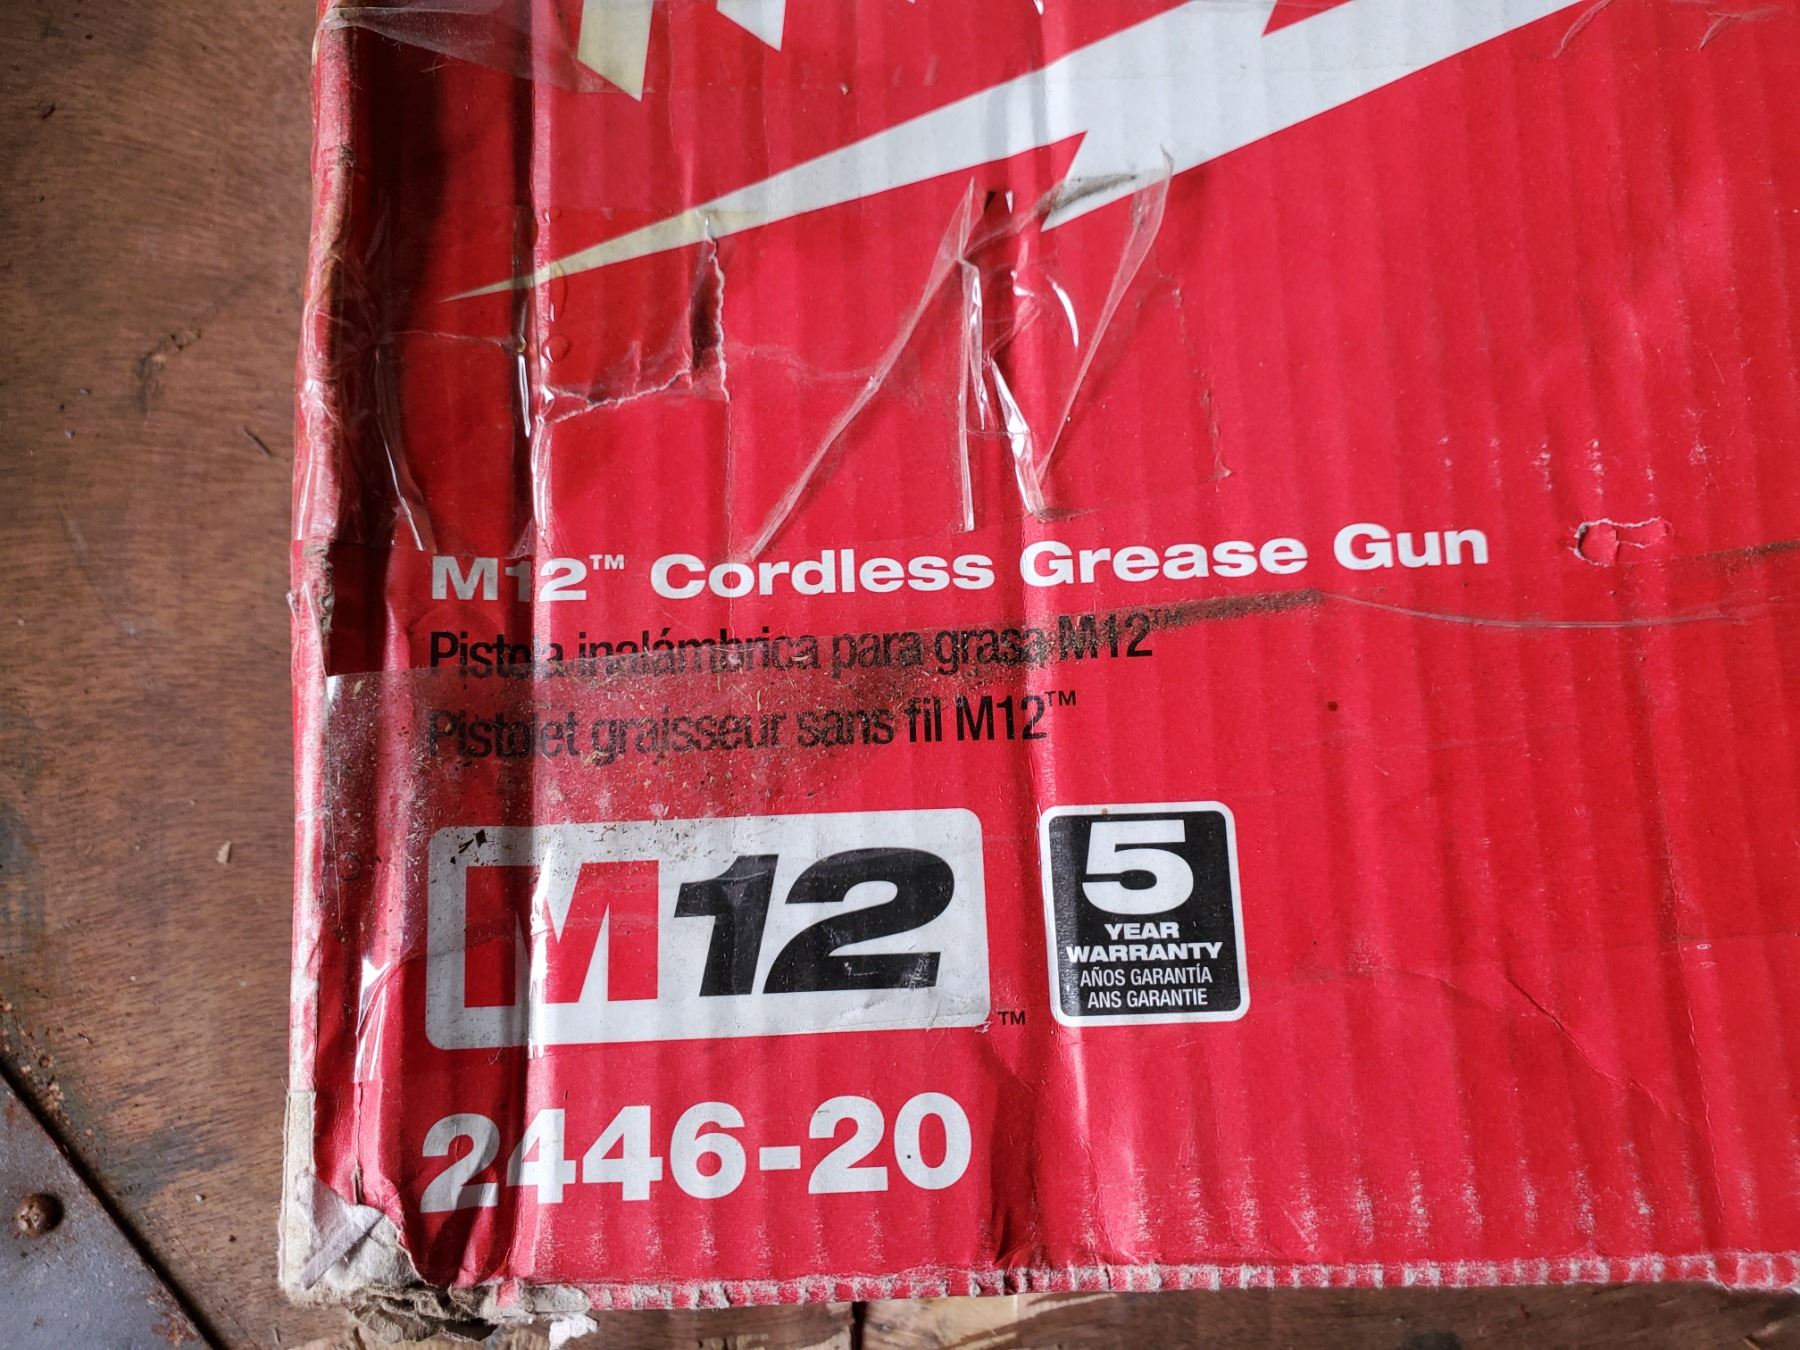 M12™ Cordless Grease Gun
Pistola inalámbrica para grasa M12™
Pistolet graisseur sans fil M12™
M12™
5
YEAR
WARRANTY
AÑOS GARANTÍA
ANS GARANTIE
2446-20